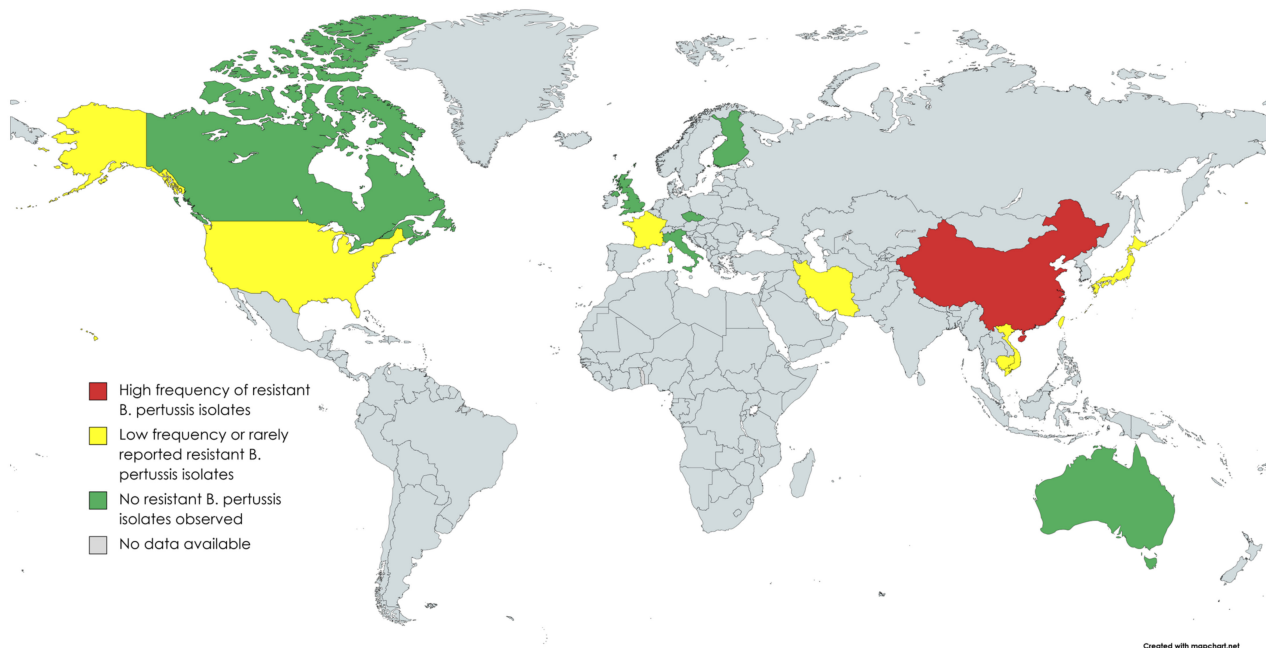 High frequency of resistant
B. pertussis isolates
Low frequency or rarely
reported resistant B.
pertussis isolates
No resistant B. pertussis
isolates observed
No data available
Created with mapchart.net